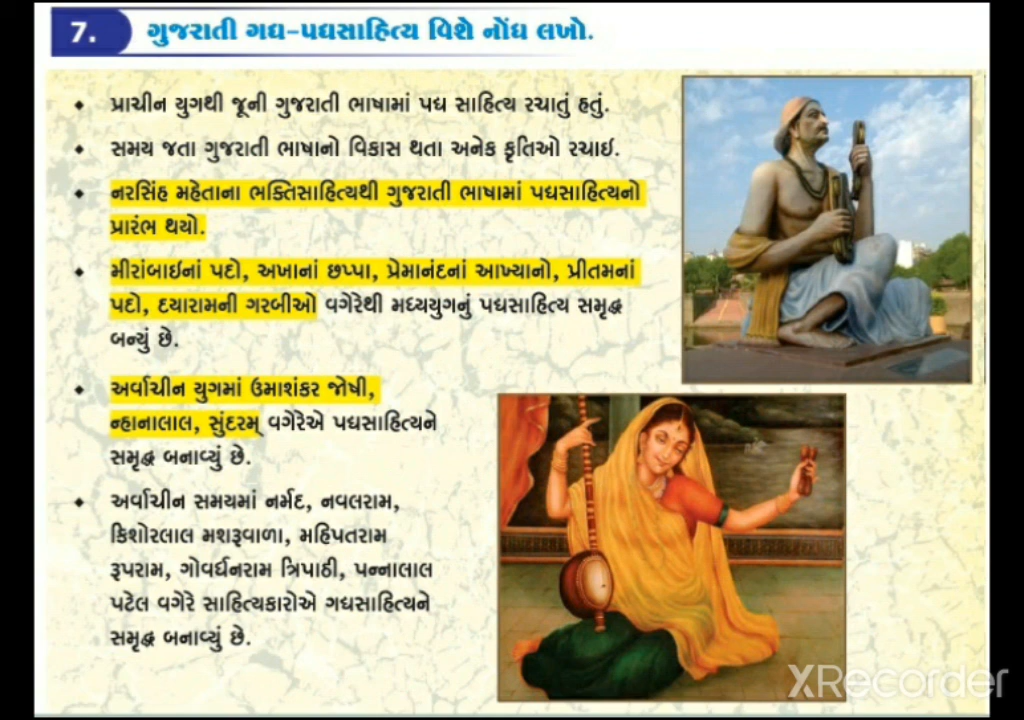 7.
ગુજરાતી ગદ્ય-પદ્યસાહિત્ય વિશે નોંધ લખો.
⬥ પ્રાચીન યુગથી જૂની ગુજરાતી ભાષામાં પદ્ય સાહિત્ય રચાતું હતું.
⬥ સમય જતા ગુજરાતી ભાષાનો વિકાસ થતા અનેક કૃતિઓ રચાઈ.
⬥ નરસિંહ મહેતાના ભક્તિસાહિત્યથી ગુજરાતી ભાષામાં પદ્યસાહિત્યનો
પ્રારંભ થયો.
⬥ મીરાંબાઈનાં પદો, અખાનાં છપ્પા, પ્રેમાનંદનાં આખ્યાનો, પ્રીતમનાં
પદો, દયારામની ગરબીઓ વગેરેથી મધ્યયુગનું પદ્યસાહિત્ય સમૃદ્ધ
બન્યું છે.
⬥ અર્વાચીન યુગમાં ઉમાશંકર જોષી,
ન્હાનાલાલ, સુંદરમ્ વગેરેએ પદ્યસાહિત્યને
સમૃદ્ધ બનાવ્યું છે.
⬥ અર્વાચીન સમયમાં નર્મદ, નવલરામ,
કિશોરલાલ મશરૂવાળા, મહિપતરામ
રૂપરામ, ગોવર્ધનરામ ત્રિપાઠી, પન્નાલાલ
પટેલ વગેરે સાહિત્યકારોએ ગદ્યસાહિત્યને
સમૃદ્ધ બનાવ્યું છે.
XRecorder